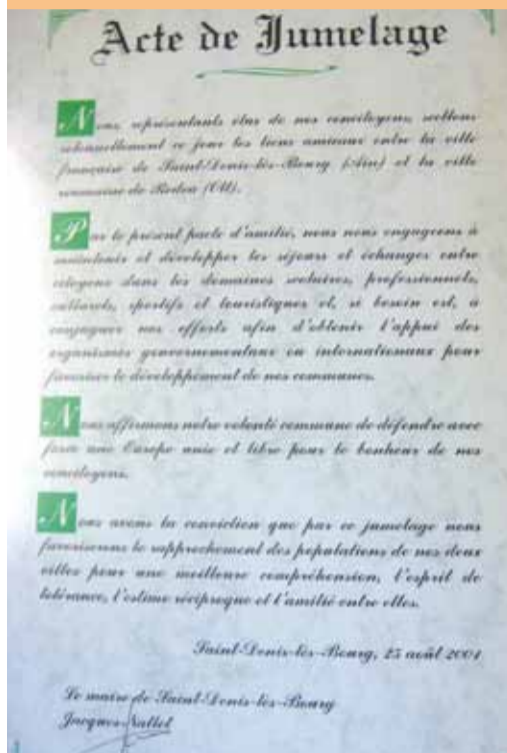 Acte de Jumelage
Nous, représentants élus de nos concitoyens, scellons
solennellement ce jour les liens amicaux entre la ville
française de Saint-Denis-lès-Bourg (Ain) et la ville
roumaine de (Olt).
Par le présent pacte d'amitié, nous nous engageons à
maintenir et développer les séjours et échanges entre
citoyens dans les domaines scolaires, professionnels,
culturels, sportifs et touristiques et, si besoin est, à
conjuguer nos efforts afin d'obtenir l'appui des
organismes gouvernementaux ou internationaux pour
favoriser le développement de nos communes.
Nous affirmons notre volonté commune de défendre avec
force une Europe unie et libre pour le bonheur de nos
concitoyens.
Nous avons la conviction que par ce jumelage nous
favoriserons le rapprochement des populations de nos deux
villes pour une meilleure compréhension, l'esprit de
tolérance, l'estime réciproque et l'amitié entre elles.
Saint-Denis-lès-Bourg, 25 août 2001
Le maire de Saint-Denis-lès-Bourg
Jacques Nallet